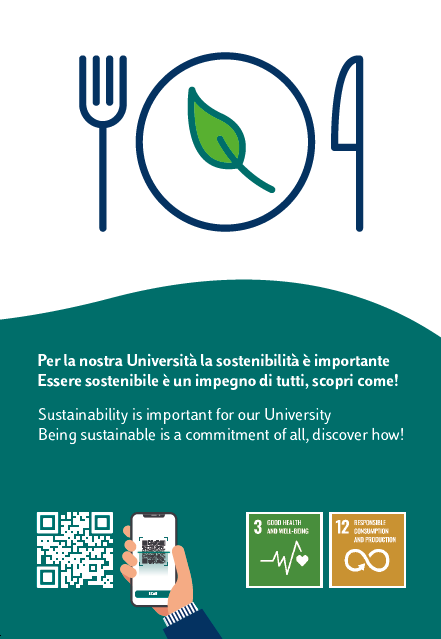 Per la nostra Università la sostenibilità è importante
Essere sostenibile è un impegno di tutti, scopri come!
Sustainability is important for our University
Being sustainable is a commitment of all, discover how!
3 GOOD HEALTH
AND WELL-BEING
12 RESPONSIBLE
CONSUMPTION
AND PRODUCTION